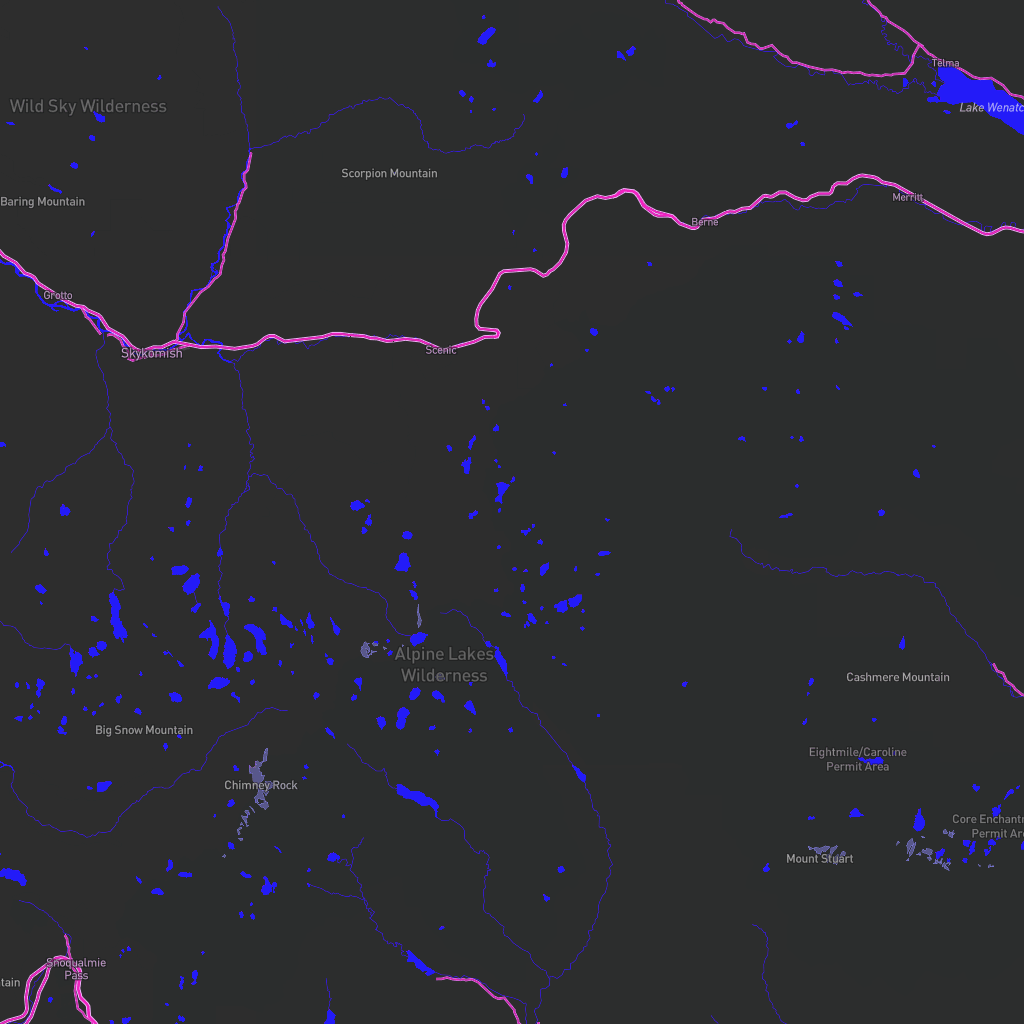 Telma
Wild Sky Wilderness
Lake Wenatc
Scorpion Mountain
Baring Mountain
Merritt
Berne
Grotto
Skykomish
Scenic
Alpine Lakes
Wilderness
Cashmere Mountain
Big Snow Mountain
Eightmile/Caroline
Permit Area
Chimney Rock
Core Enchantm
Permit Are
Mount Stuart
Snoqualmie
Pass
tain